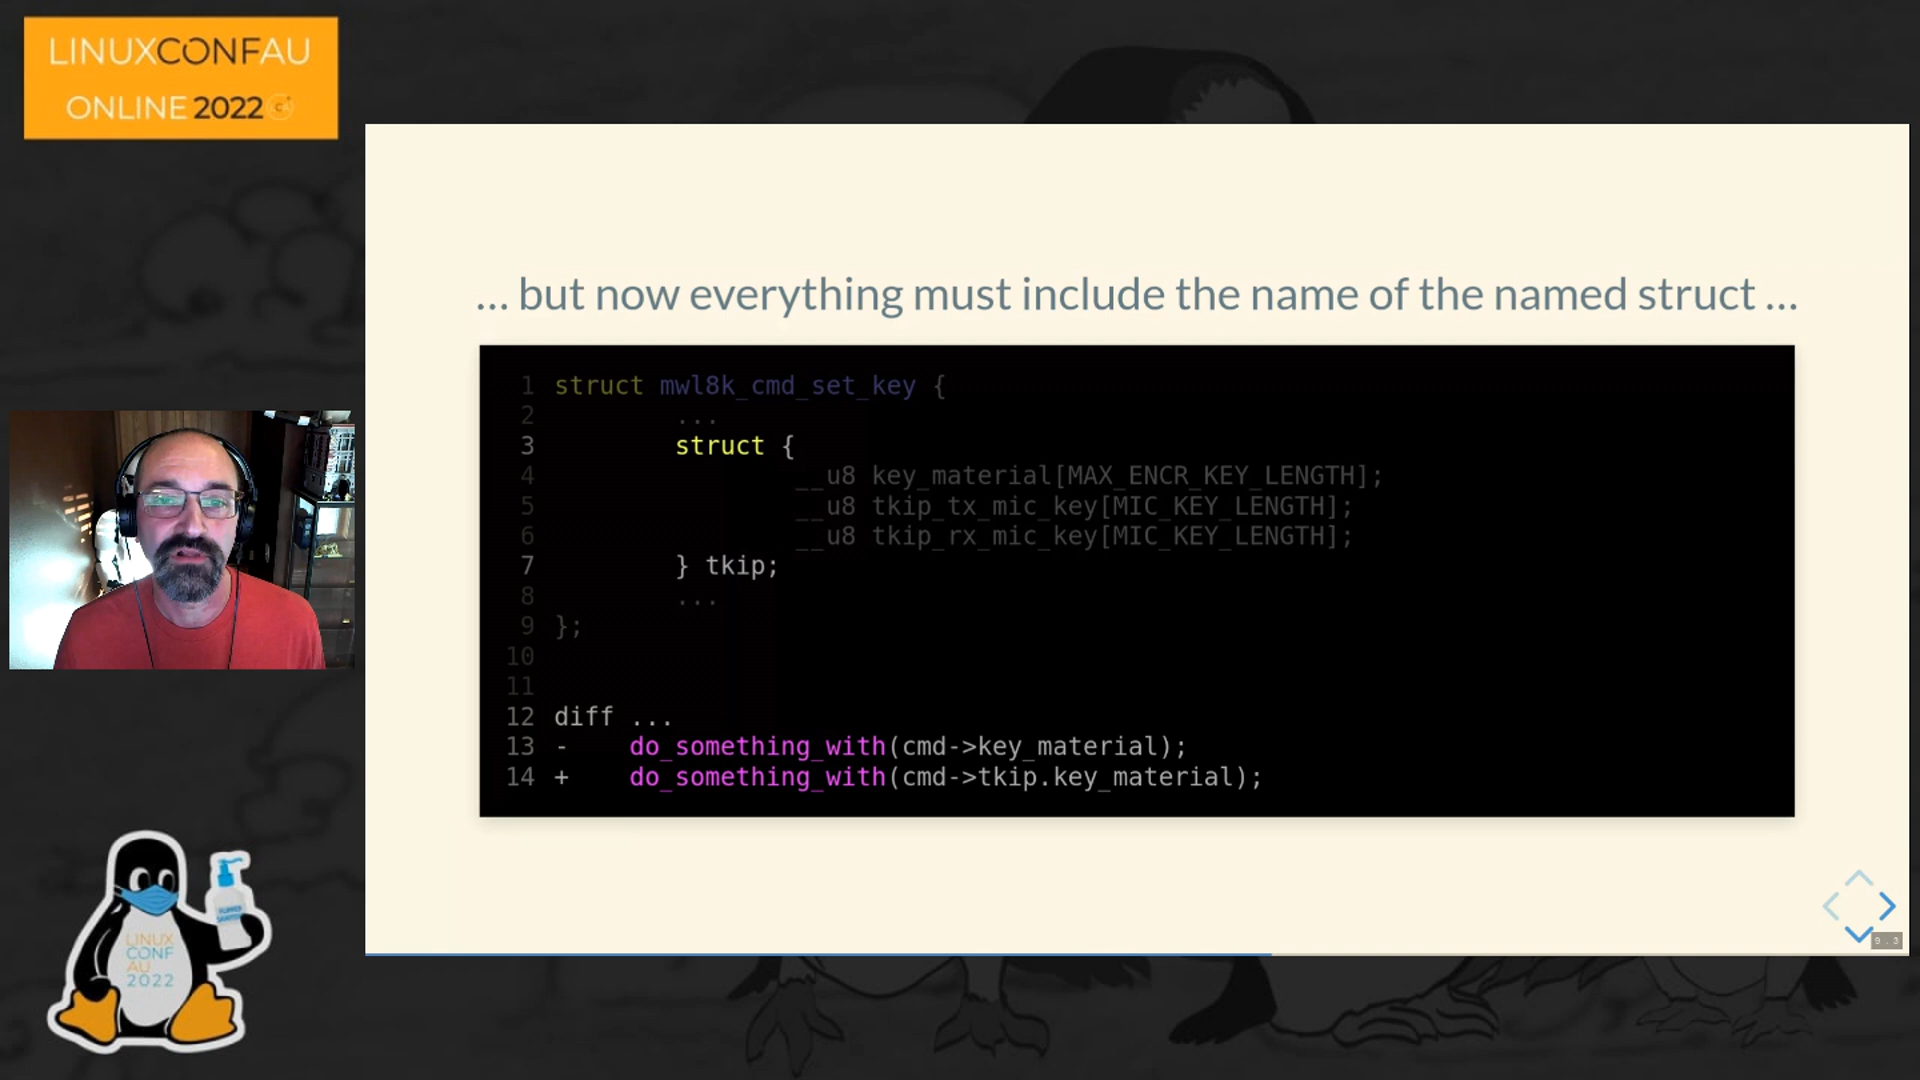 LINUXCONFAU
ONLINE 2022
... but now everything must include the name of the named struct ...
1 struct mwl8k_cmd_set_key {
2 ...
3 struct {
4 __u8 key_material[MAX_ENCR_KEY_LENGTH];
5 __u8 tkip_tx_mic_key[MIC_KEY_LENGTH];
6 __u8 tkip_rx_mic_key[MIC_KEY_LENGTH];
7 } tkip;
8 ...
9 };
10
11
12 diff ...
13 - do_something_with(cmd->key_material);
14 + do_something_with(cmd->tkip.key_material);
LINUX
CONF
AU
2022
9.3